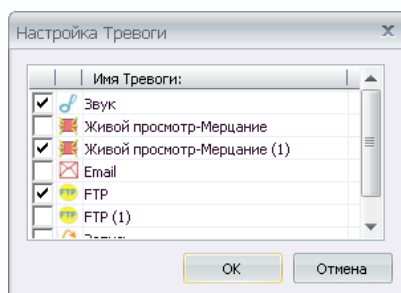 Настройка Тревоги
Имя Тревоги:
Звук
Живой просмотр-Мерцание
Живой просмотр-Мерцание (1)
Email
FTP
FTP (1)
OK
Отмена